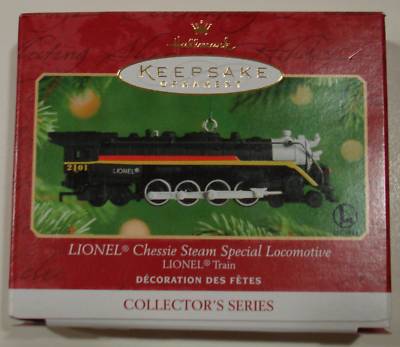 Hallmark
KEEPSAKE
ORNAMENT
2101
LIONEL®
L
LIONEL® Chessie Steam Special Locomotive
LIONEL® Train
DÉCORATION DES FÊTES
COLLECTOR'S SERIES